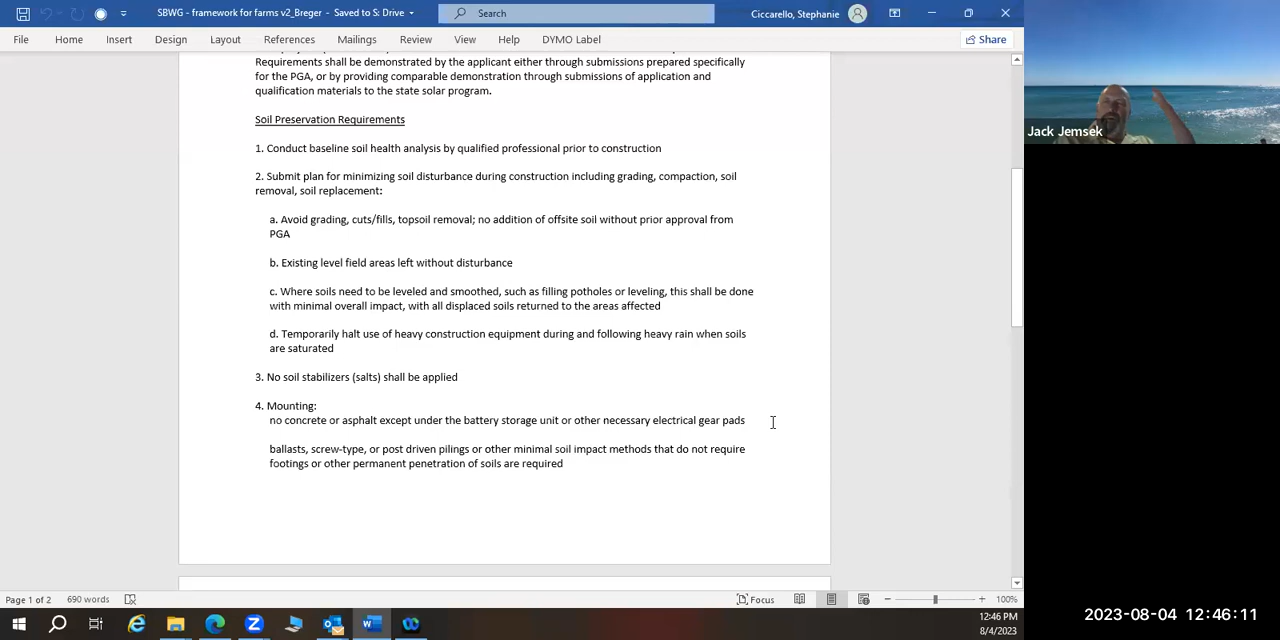 SBWG - framework for farms v2_Breger - Saved to S: Drive
Search
Ciccarello, Stephanie
File Home Insert Design Layout References Mailings Review View Help DYMO Label
Share
Requirements shall be demonstrated by the applicant either through submissions prepared specifically
for the PGA, or by providing comparable demonstration through submissions of application and
qualification materials to the state solar program.
Soil Preservation Requirements
1. Conduct baseline soil health analysis by qualified professional prior to construction
2. Submit plan for minimizing soil disturbance during construction including grading, compaction, soil
removal, soil replacement:
a. Avoid grading, cuts/fills, topsoil removal; no addition of offsite soil without prior approval from
PGA
b. Existing level field areas left without disturbance
c. Where soils need to be leveled and smoothed, such as filling potholes or leveling, this shall be done
with minimal overall impact, with all displaced soils returned to the areas affected
d. Temporarily halt use of heavy construction equipment during and following heavy rain when soils
are saturated
3. No soil stabilizers (salts) shall be applied
4. Mounting:
no concrete or asphalt except under the battery storage unit or other necessary electrical gear pads
ballasts, screw-type, or post driven pilings or other minimal soil impact methods that do not require
footings or other permanent penetration of soils are required
Page 1 of 2 690 words
Focus
100%
12:46 PM
8/4/2023
Jack Jemsek
2023-08-04 12:46:11